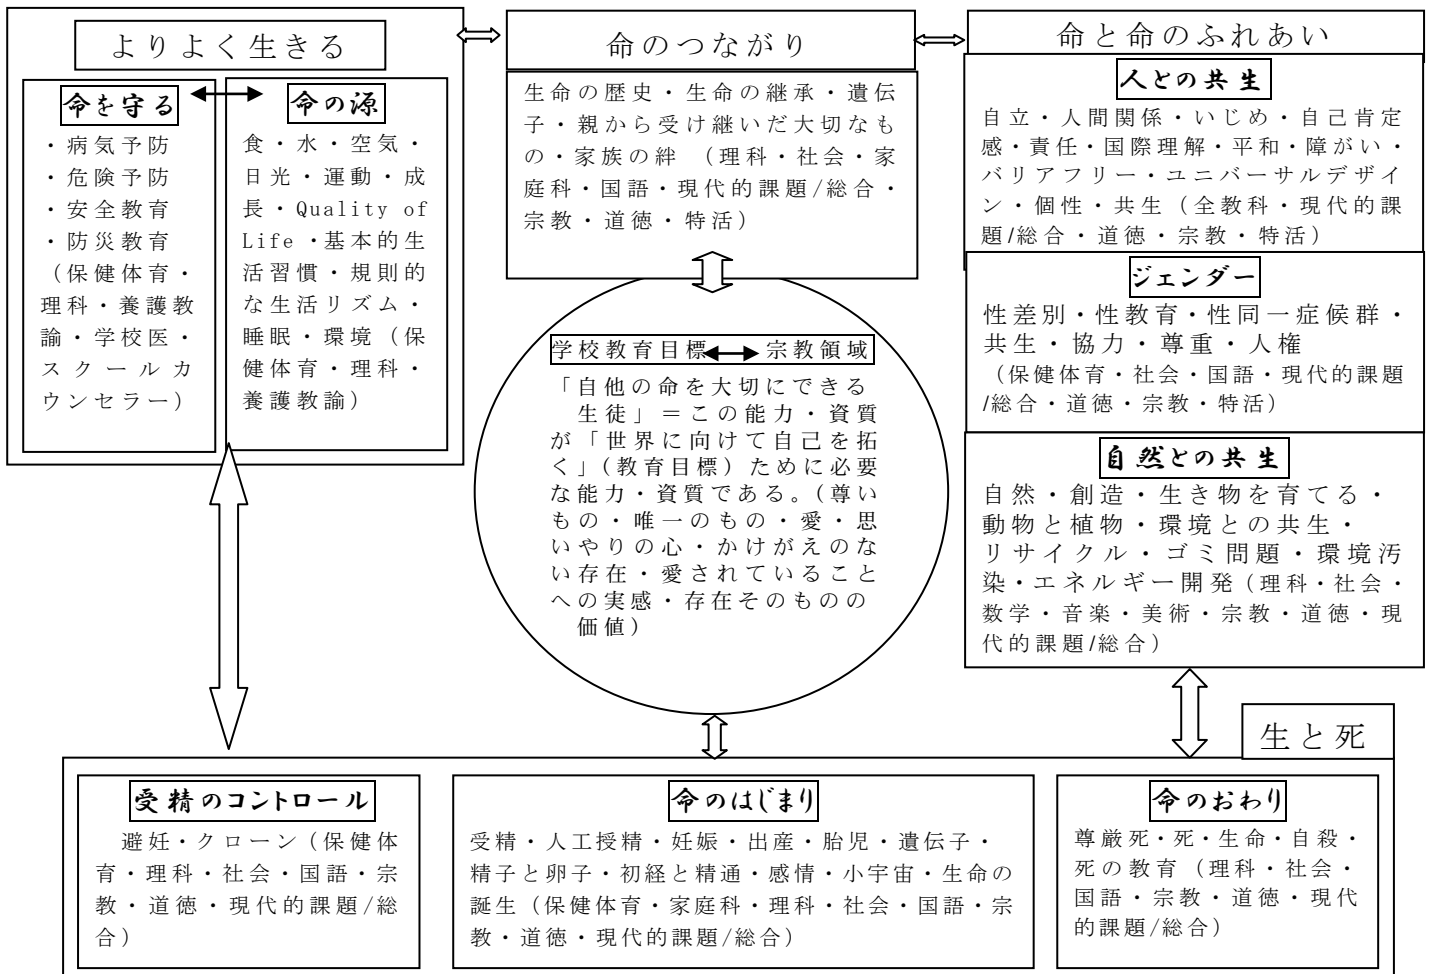 よりよく生きる
命を守る
・病気予防
・危険予防
・安全教育
・防災教育
（保健体育・
理科・養護教
諭・学校医・
スクールカ
ウンセラー）
命の源
食・水・空気・
日光・運動・成
長・Quality of
Life・基本的生
活習慣・規則的
な生活リズム・
睡眠・環境（保
健体育・理科・
養護教諭）
命のつながり
生命の歴史・生命の継承・遺伝
子・親から受け継いだ大切なも
の・家族の絆　（理科・社会・家
庭科・国語・現代的課題/総合・
宗教・道徳・特活）
命と命のふれあい
人との共生
自立・人間関係・いじめ・自己肯定
感・責任・国際理解・平和・障がい・
バリアフリー・ユニバーサルデザイ
ン・個性・共生（全教科・現代的課
題/総合・道徳・宗教・特活）
ジェンダー
性差別・性教育・性同一症候群・
共生・協力・尊重・人権
（保健体育・社会・国語・現代的課題
/総合・道徳・宗教・特活）
自然との共生
自然・創造・生き物を育てる・
動物と植物・環境との共生・
リサイクル・ゴミ問題・環境汚
染・エネルギー開発（理科・社会・
数学・音楽・美術・宗教・道徳・現
代的課題/総合）
学校教育目標 宗教領域
「自他の命を大切にできる
生徒」＝この能力・資質
が「世界に向けて自己を拓
く」（教育目標）ために必要
な能力・資質である。（尊い
もの・唯一のもの・愛・思
いやりの心・かけがえのな
い存在・愛されていること
への実感・存在そのものの
価値）
生と死
受精のコントロール
避妊・クローン（保健体
育・理科・社会・国語・宗
教・道徳・現代的課題/総
合）
命のはじまり
受精・人工授精・妊娠・出産・胎児・遺伝子・
精子と卵子・初経と精通・感情・小宇宙・生命の
誕生（保健体育・家庭科・理科・社会・国語・宗
教・道徳・現代的課題/総合）
命のおわり
尊厳死・死・生命・自殺・
死の教育（理科・社会・
国語・宗教・道徳・現代
的課題/総合）